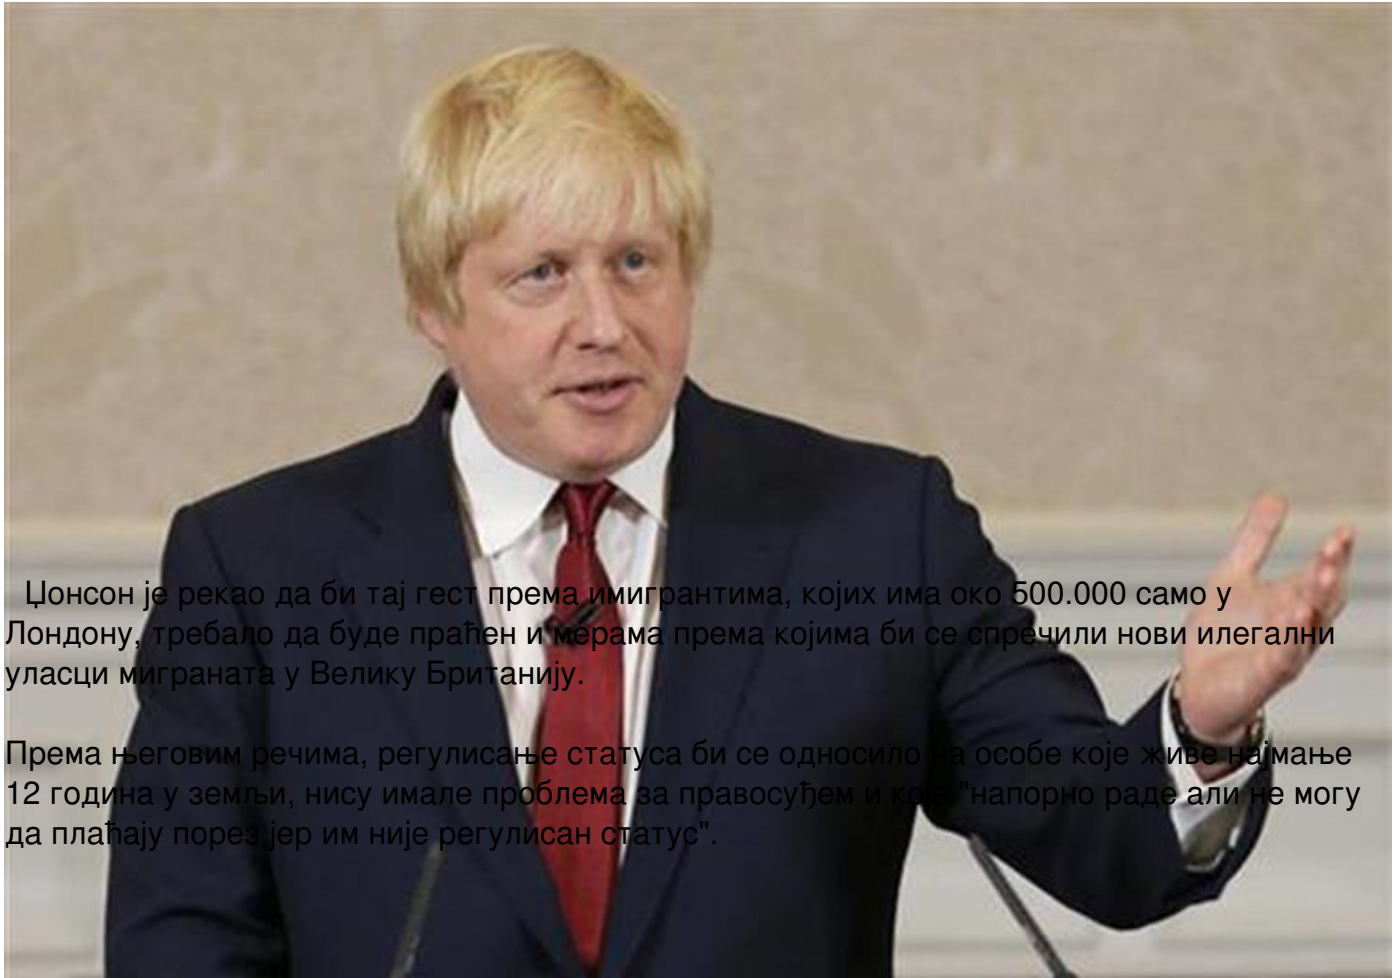 Џонсон је рекао да би тај гест према имигрантима, којих има око 500.000 само у
Лондону, требало да буде праћен и мерама према којима би се спречили нови илегални
уласци миграната у Велику Британију.
Према његовим речима, регулисање статуса би се односило на особе које живе најмање
12 година у земљи, нису имале проблема за правосуђем и које "напорно раде али не могу
да плаћају порез јер им није регулисан статус".